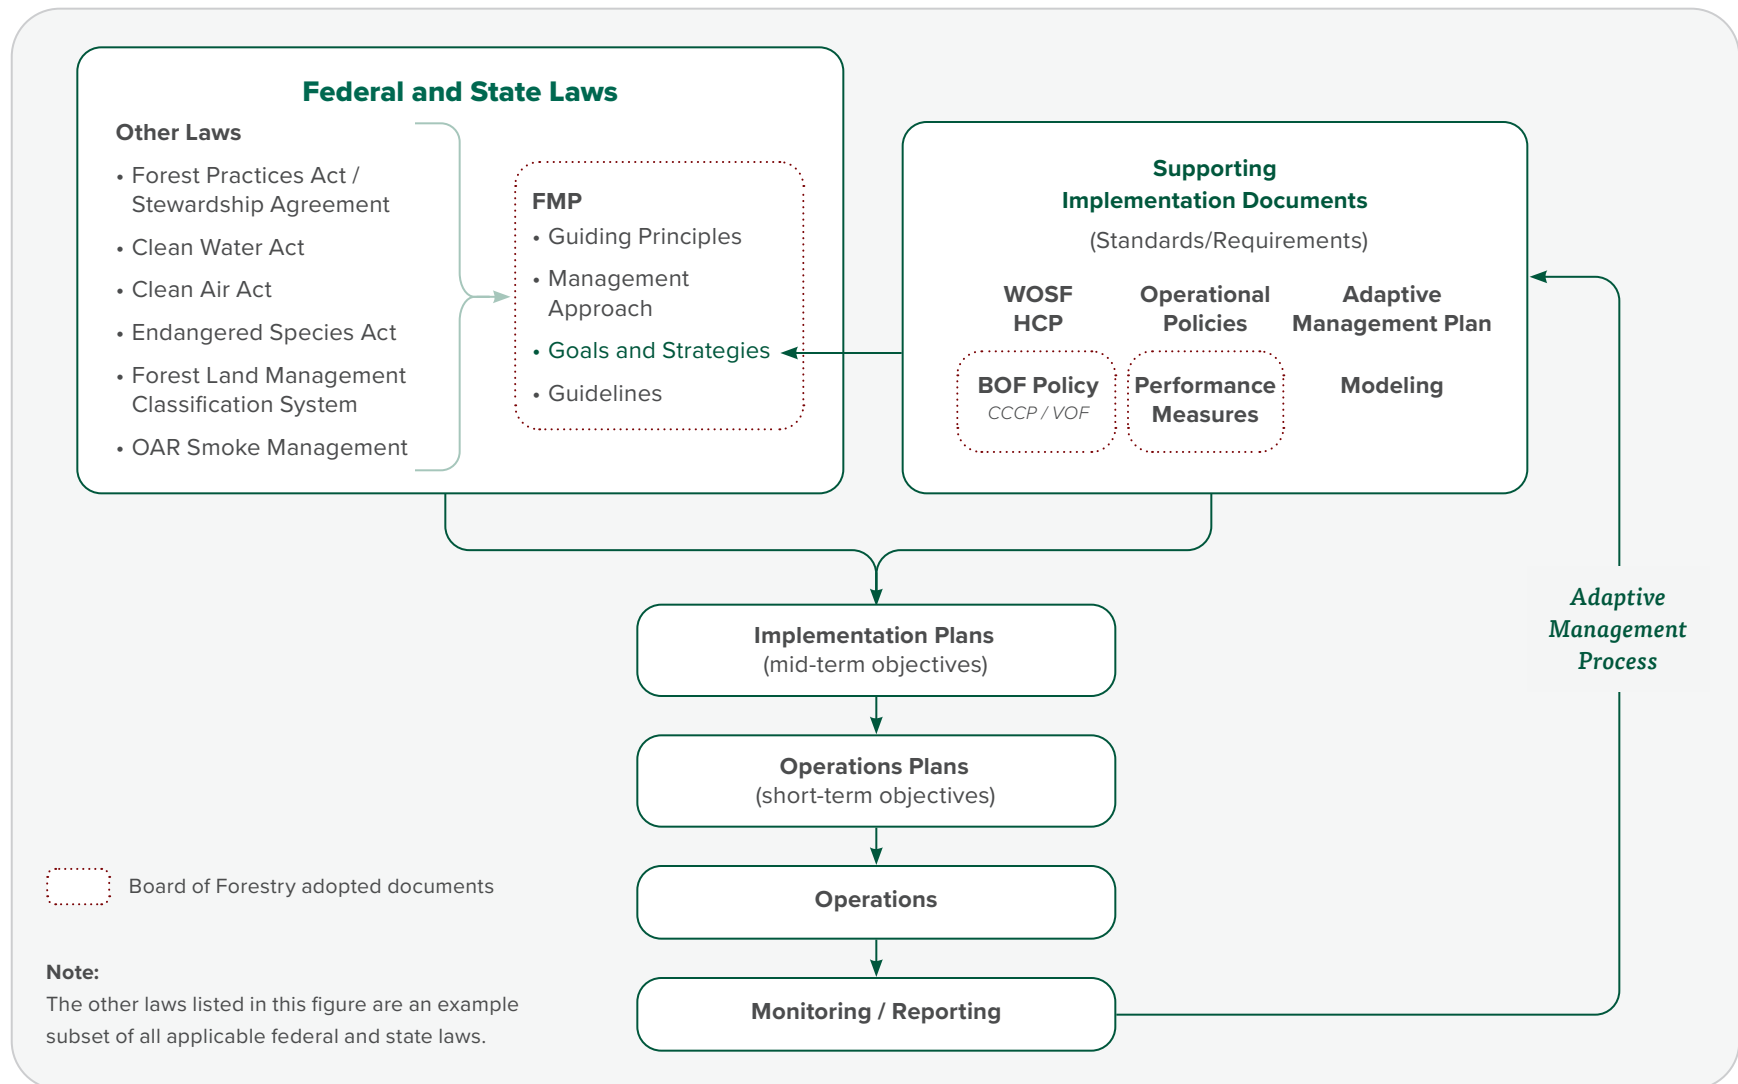 Federal and State Laws
Other Laws
• Forest Practices Act /
Stewardship Agreement
• Clean Water Act
• Clean Air Act
• Endangered Species Act
• Forest Land Management
Classification System
• OAR Smoke Management
FMP
• Guiding Principles
• Management
Approach
• Goals and Strategies
• Guidelines
Supporting
Implementation Documents
(Standards/Requirements)
WOSF
HCP
Operational
Policies
Adaptive
Management Plan
BOF Policy
CCCP / VOF
Performance
Measures
Modeling
Implementation Plans
(mid-term objectives)
Operations Plans
(short-term objectives)
Operations
Monitoring / Reporting
Adaptive
Management
Process
Board of Forestry adopted documents
Note:
The other laws listed in this figure are an example
subset of all applicable federal and state laws.